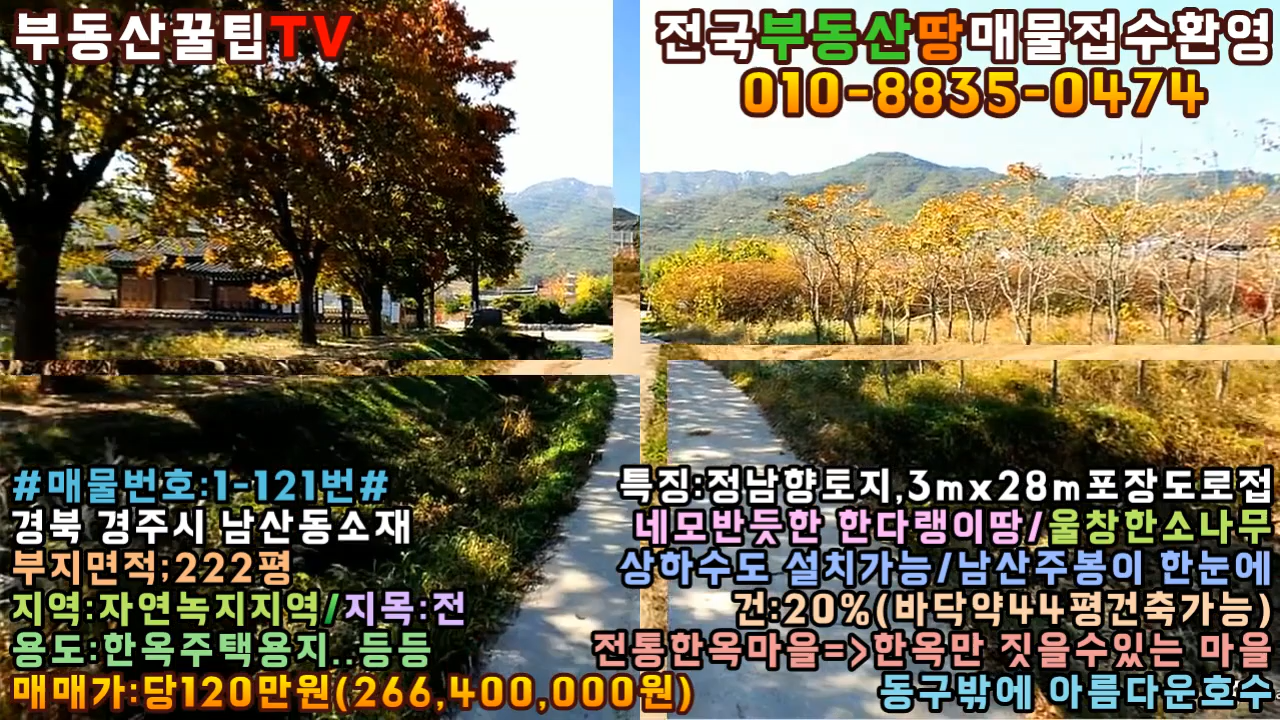 부동산꿀팁TV
전국부동산땅매물접수환영
010-8835-0474
#매물번호:1-121번#
경북 경주시 남산동소재
부지면적;222평
지역:자연녹지지역/지목:전
용도:한옥주택용지..등등
매매가:당120만원(266,400,000원)
특징:정남향토지,3mx28m포장도로접
네모반듯한 한다랭이땅/울창한소나무
상하수도 설치가능/남산주봉이 한눈에
건:20%(바닥약44평건축가능)
전통한옥마을=>한옥만 짓을수있는 마을
동구밖에 아름다운호수